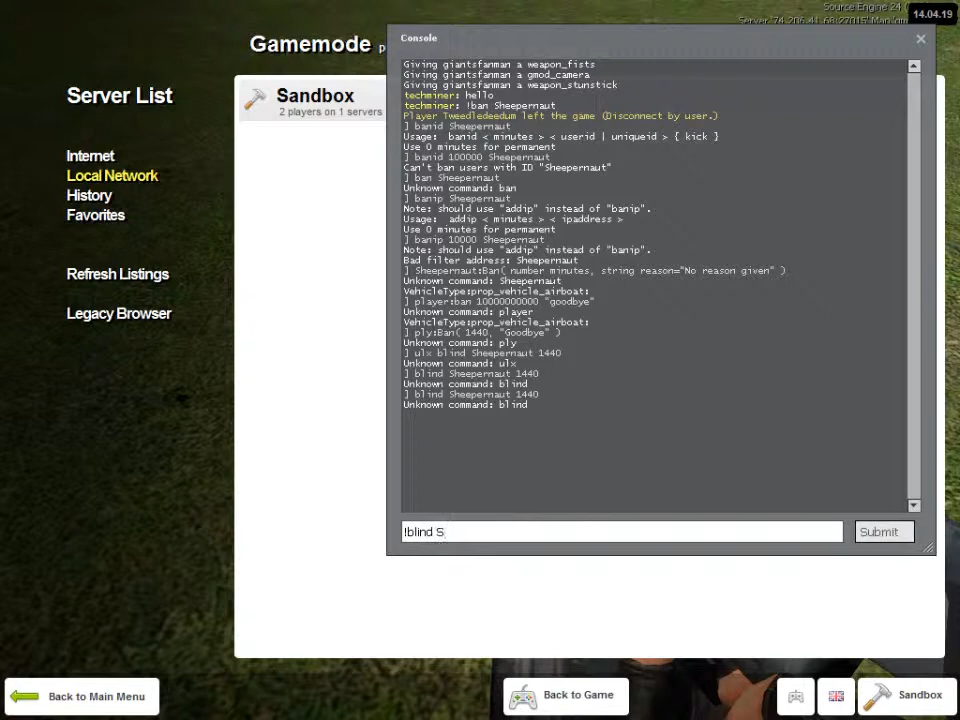 Source Engine 24
14.04.19
Server '74.206.41.68:27015' Map 'gm
Gamemode
Server List
Sandbox
2 players on 1 servers
Internet
Local Network
History
Favorites
Refresh Listings
Legacy Browser
Console
Giving giantsfanman a weapon_fists
Giving giantsfanman a gmod_camera
Giving giantsfanman a weapon_stunstick
techminer: hello
techminer: !ban Sheepernaut
Player Tweedledeedum left the game (Disconnect by user.)
] banid Sheepernaut
Usage:  banid < minutes > < userid | uniqueid > { kick }
Use 0 minutes for permanent
] banid 100000 Sheepernaut
Can't ban users with ID "Sheepernaut"
] ban Sheepernaut
Unknown command: ban
] banip Sheepernaut
Note: should use "addip" instead of "banip".
Usage:  addip < minutes > < ipaddress >
Use 0 minutes for permanent
] banip 10000 Sheepernaut
Note: should use "addip" instead of "banip".
Bad filter address: Sheepernaut
] Sheepernaut:Ban( number minutes, string reason="No reason given" )
Unknown command: Sheepernaut
VehicleType:prop_vehicle_airboat:
] player:ban 10000000000 "goodbye"
Unknown command: player
VehicleType:prop_vehicle_airboat:
] ply:Ban( 1440, "Goodbye" )
Unknown command: ply
] ulx blind Sheepernaut 1440
Unknown command: ulx
] blind Sheepernaut 1440
Unknown command: blind
] blind Sheepernaut 1440
Unknown command: blind
!blind S
Submit
Back to Main Menu
Back to Game
Sandbox